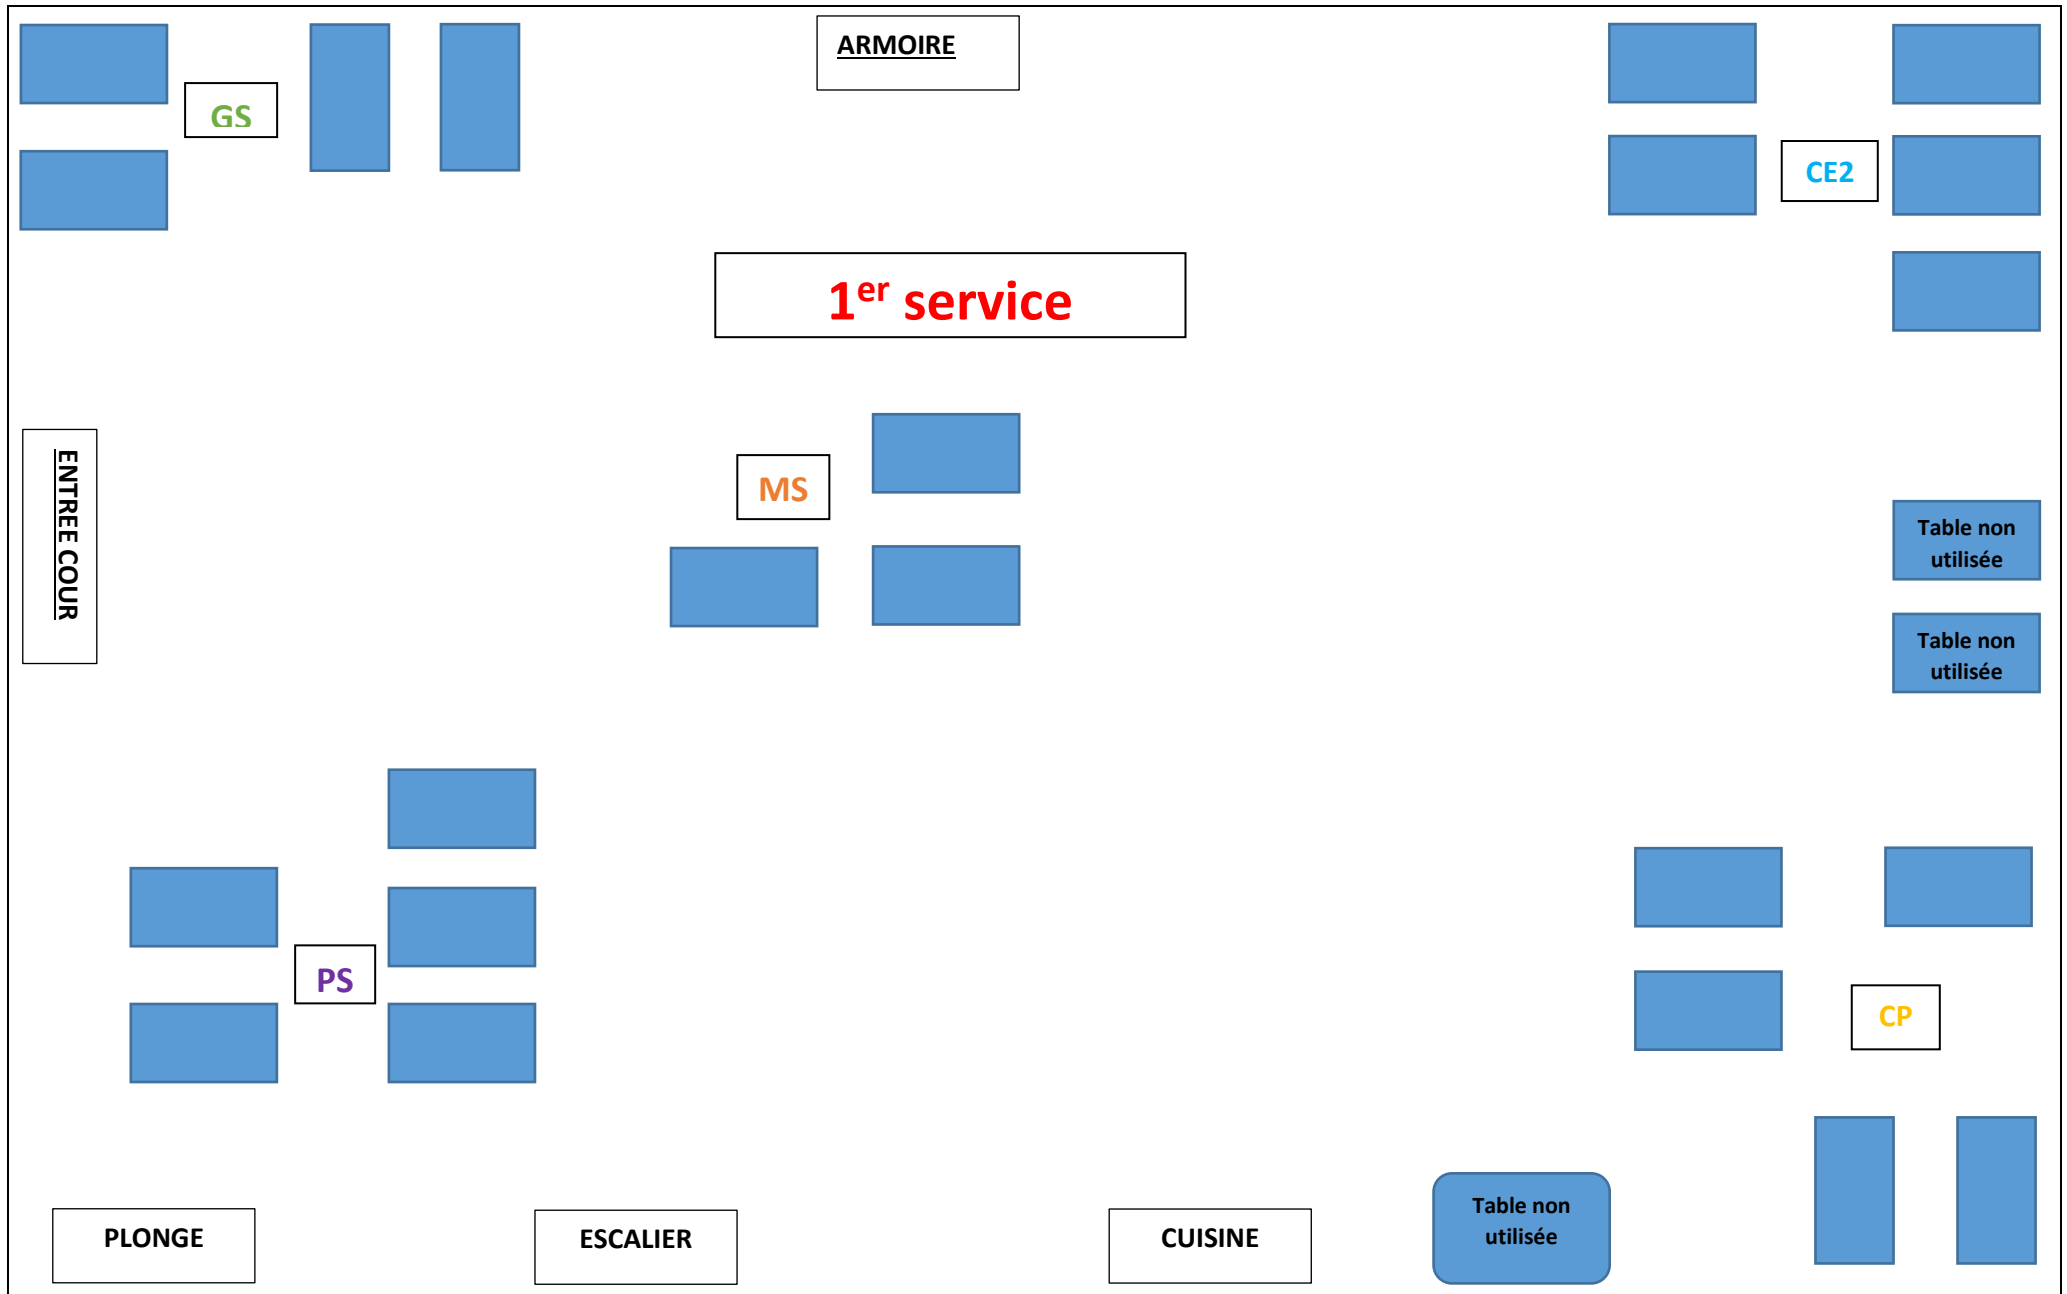 ARMOIRE
GS
CE2
1er service
ENTREE COUR
MS
Table non
utilisée
Table non
utilisée
PS
CP
Table non
utilisée
PLONGE
ESCALIER
CUISINE